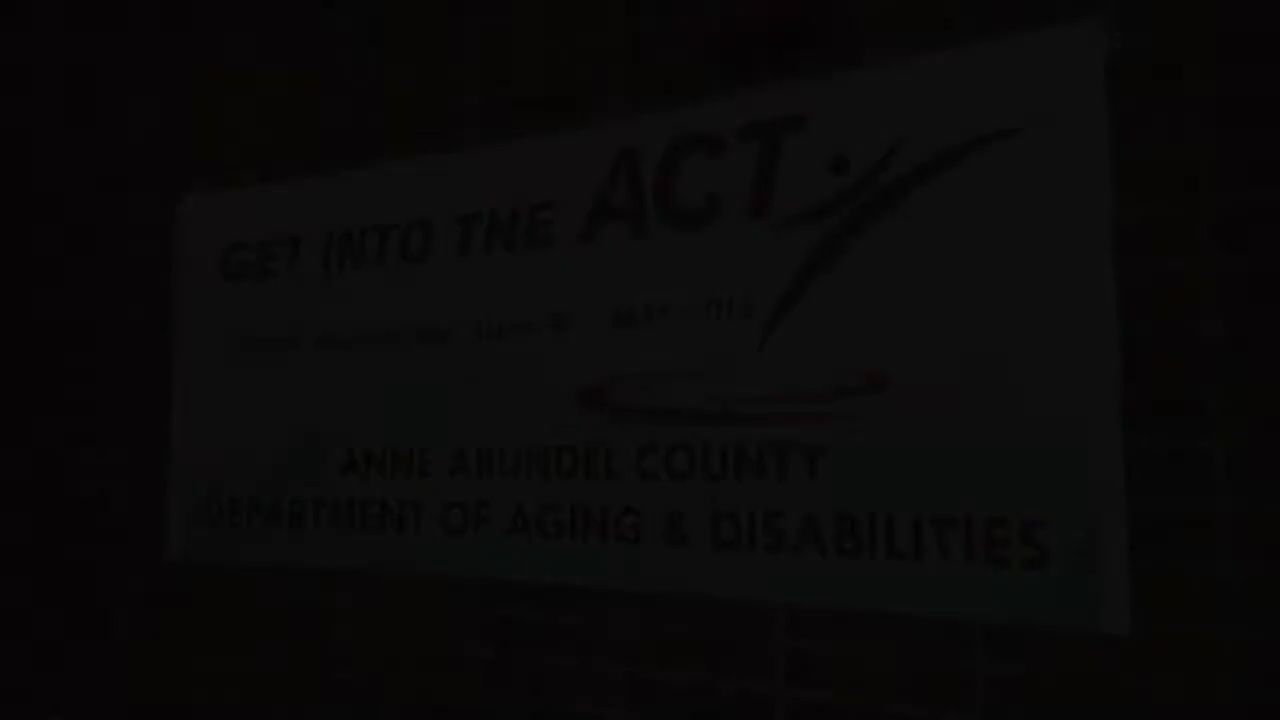 GET INTO THE ACT
ANNE ARUNDEL COUNTY
DEPARTMENT OF AGING & DISABILITIES